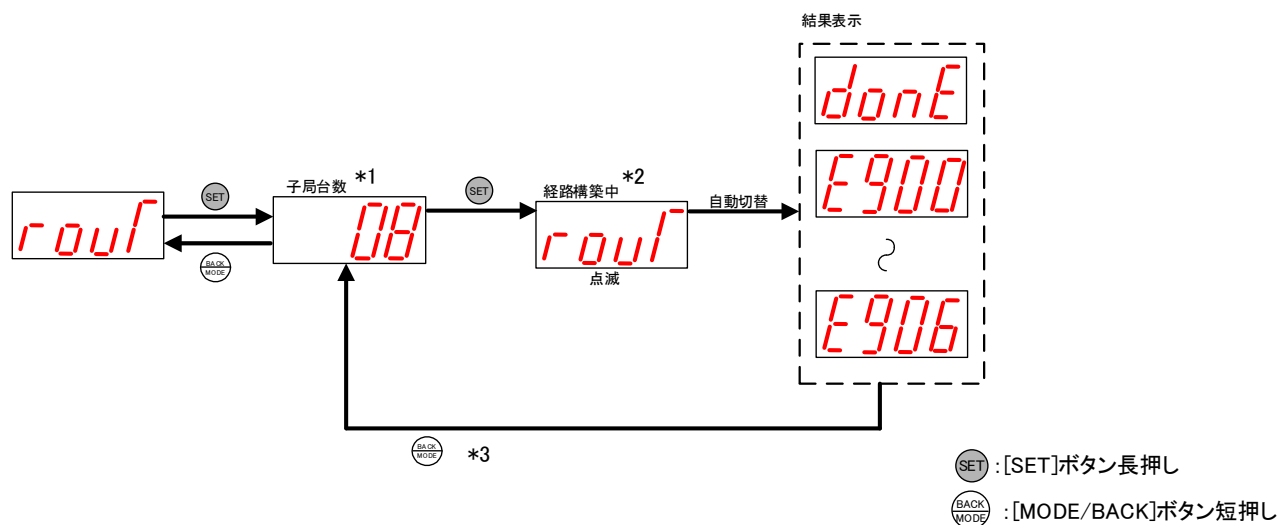 結果表示
donE
E900
E906
rouT
SET
BACK
MODE
子局台数 *1
08
SET
経路構築中 *2
rouT
点滅
自動切替
BACK
MODE
*3
SET :[SET]ボタン長押し
BACK
MODE :[MODE/BACK]ボタン短押し